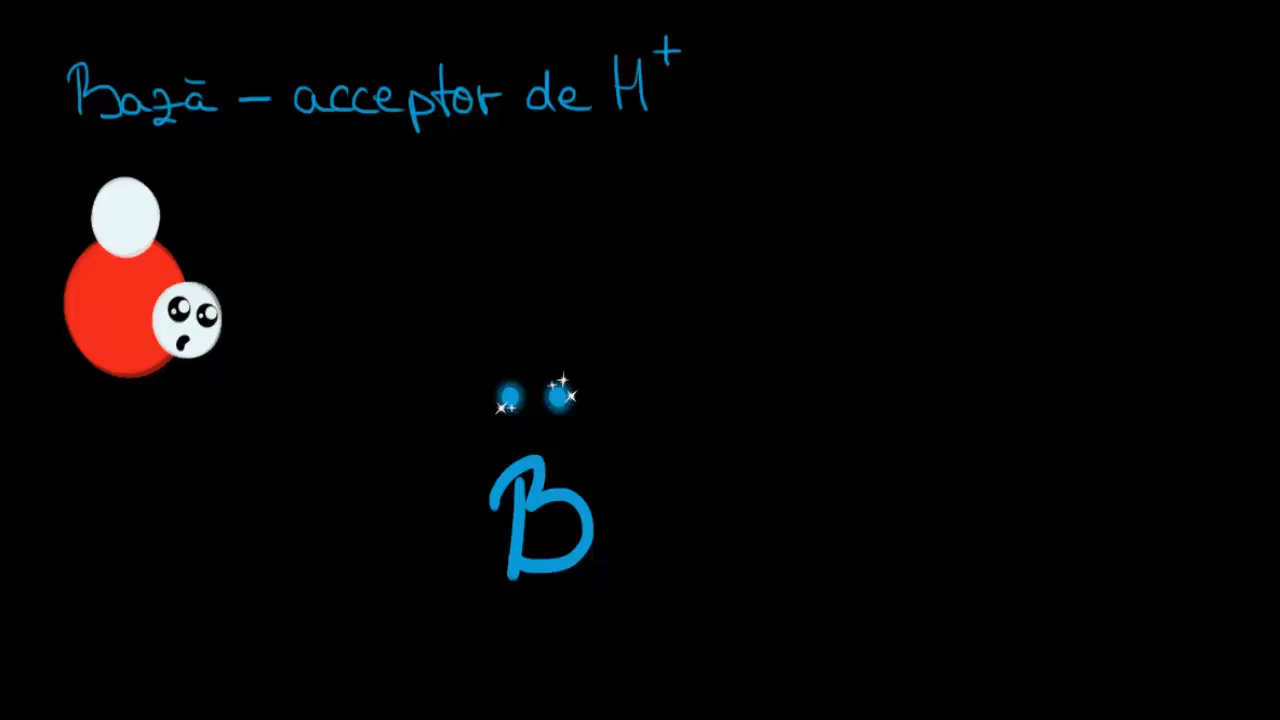 Bază – acceptor de H⁺
B